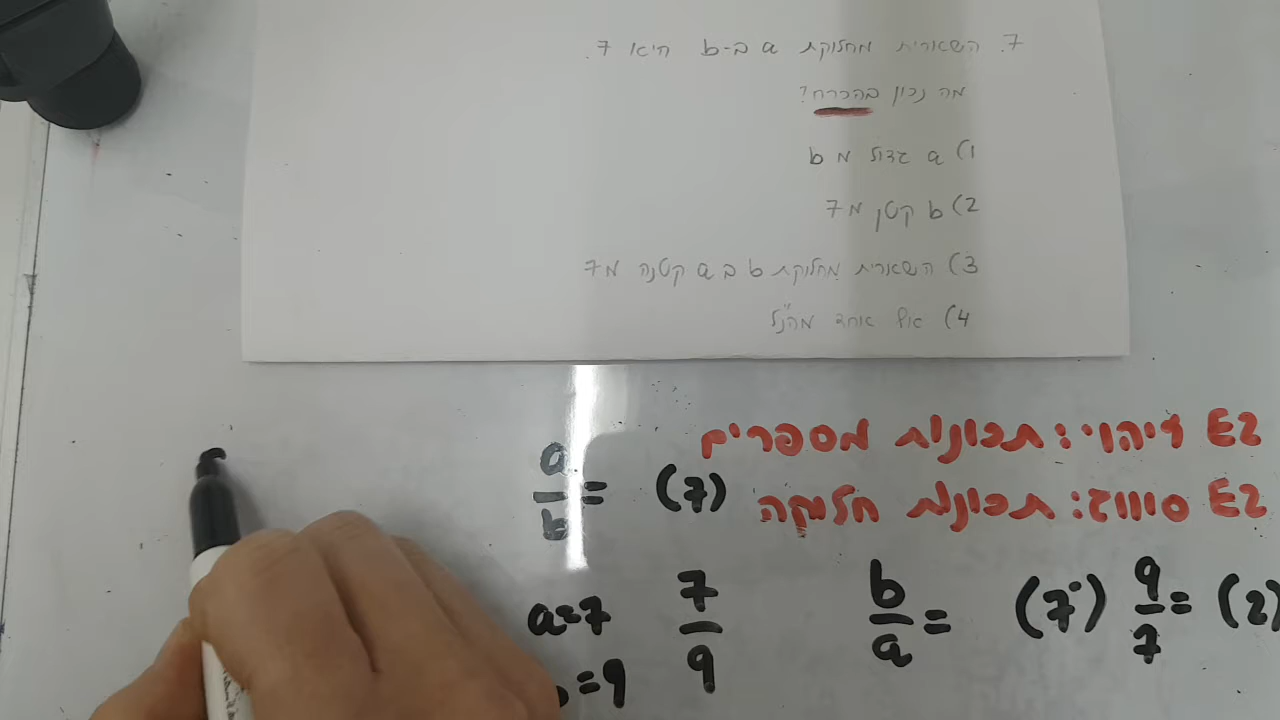 7. השארית מחלוקת a ב-b היא 7.
מה נכון בהכרח?
1) a גדול מ b
2) b קטן מ 7
3) השארית מחלוקת b ב a קטנה מ 7
4) אף אחד מהנ"ל
E2 זיהוי: תכונות מספרים
E2 סיווג: תכונות חלוקה
a/b = (7)
a=7
=9
7/9
b/a = (7)
9/7 = (2)